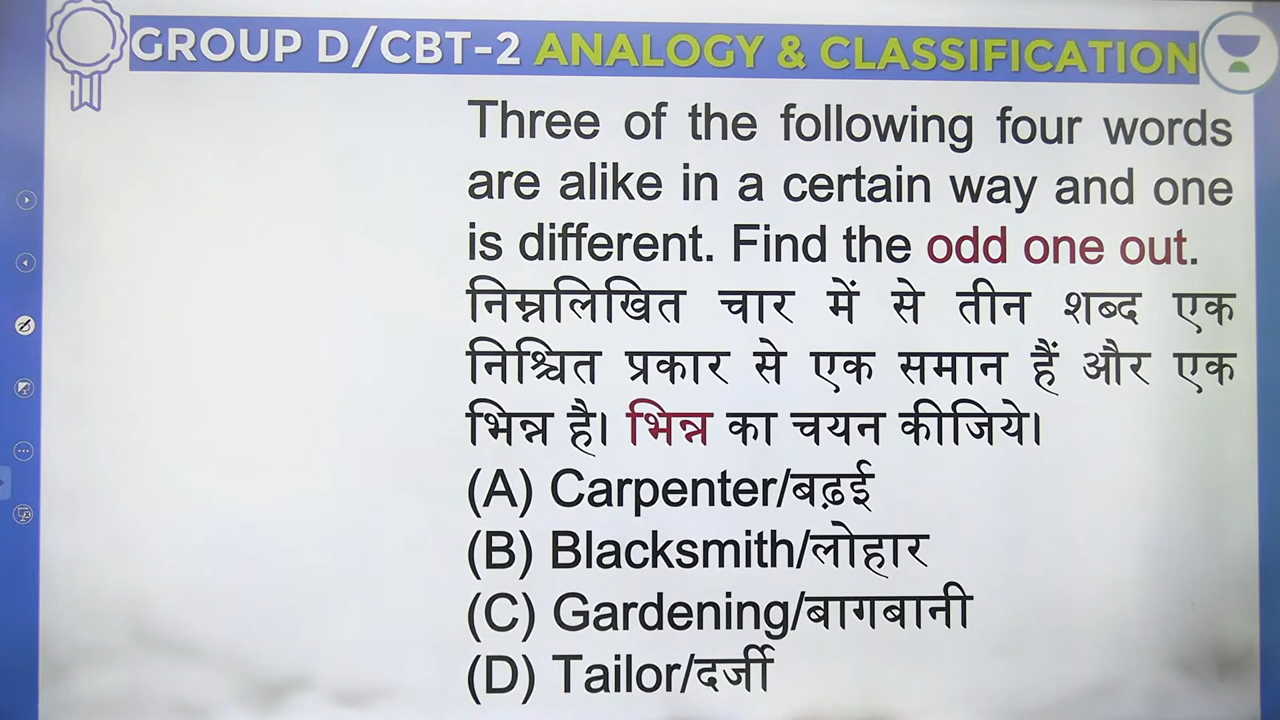 GROUP D/CBT-2 ANALOGY & CLASSIFICATION
Three of the following four words
are alike in a certain way and one
is different. Find the odd one out.
निम्नलिखित चार में से तीन शब्द एक
निश्चित प्रकार से एक समान हैं और एक
भिन्न है। भिन्न का चयन कीजिये।
(A) Carpenter/बढ़ई
(B) Blacksmith/लोहार
(C) Gardening/बागबानी
(D) Tailor/दर्जी